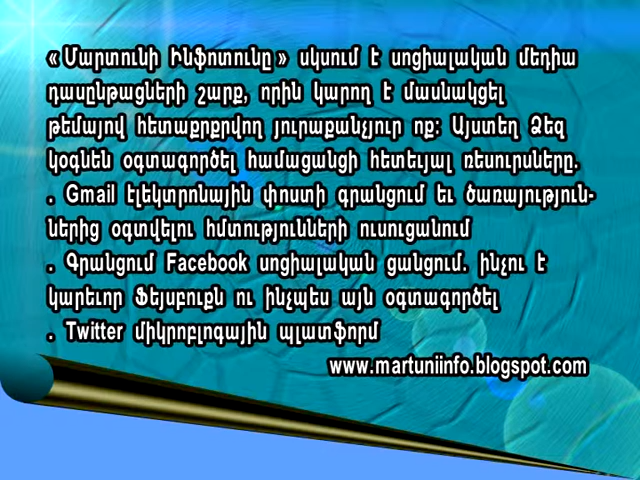 « Մարտունի Ինֆոտունը » սկսում է սոցիալական մեդիա
դասընթացների շարք, որին կարող է մասնակցել
թեմայով հետաքրքրվող յուրաքանչյուր ոք: Այստեղ Ձեզ
կօգնեն օգտագործել համացանցի հետեւյալ ռեսուրսները.
. Gmail էլեկտրոնային փոստի գրանցում եւ ծառայություն-
ներից օգտվելու հմտությունների ուսուցանում
. Գրանցում Facebook սոցիալական ցանցում. ինչու է
կարեւոր Ֆեյսբուքն ու ինչպես այն օգտագործել
. Twitter միկրոբլոգային պլատֆորմ
www.martuniinfo.blogspot.com